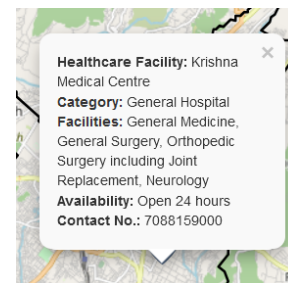 ×
Healthcare Facility: Krishna
Medical Centre
Category: General Hospital
Facilities: General Medicine,
General Surgery, Orthopedic
Surgery including Joint
Replacement, Neurology
Availability: Open 24 hours
Contact No.: 7088159000